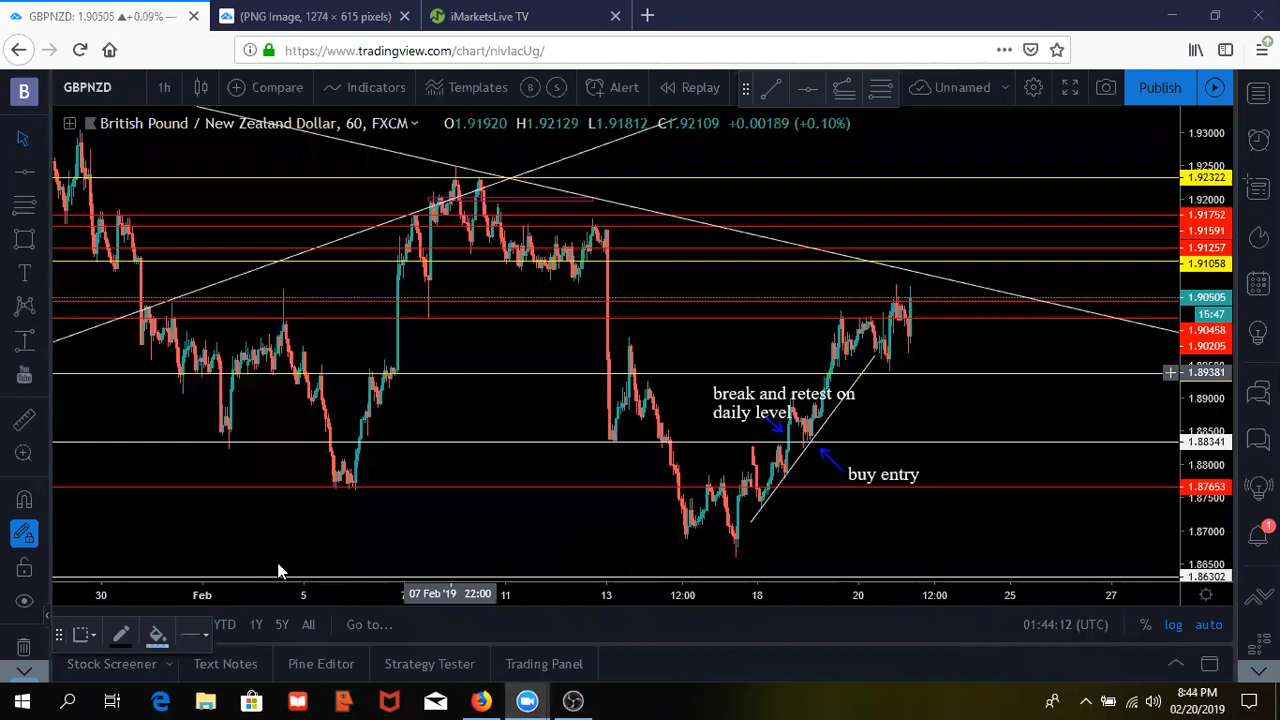 GBPNZD: 1.90505 ▲+0.09% —
(PNG Image, 1274 × 615 pixels)
iMarketsLive TV
https://www.tradingview.com/chart/nlvIacUg/
B
GBPNZD
1h
Compare
Indicators
Templates
B
S
Alert
Replay
Unnamed
Publish
British Pound / New Zealand Dollar, 60, FXCM
O1.91920 H1.92129 L1.91812 C1.92109 +0.00189 (+0.10%)
1.93000
1.92500
1.92322
1.92000
1.91752
1.91591
1.91257
1.91058
1.90505
15:47
1.90458
1.90205
1.89381
1.89000
1.88500
1.88341
1.88000
1.87653
1.87500
1.87000
1.86500
1.86302
break and retest on
daily level
buy entry
30
Feb
5
7
07 Feb '19 22:00
11
13
12:00
18
20
12:00
25
27
YTD
1Y
5Y
All
Go to...
01:44:12 (UTC)
%
log
auto
Stock Screener
Text Notes
Pine Editor
Strategy Tester
Trading Panel
1
8:44 PM
02/20/2019